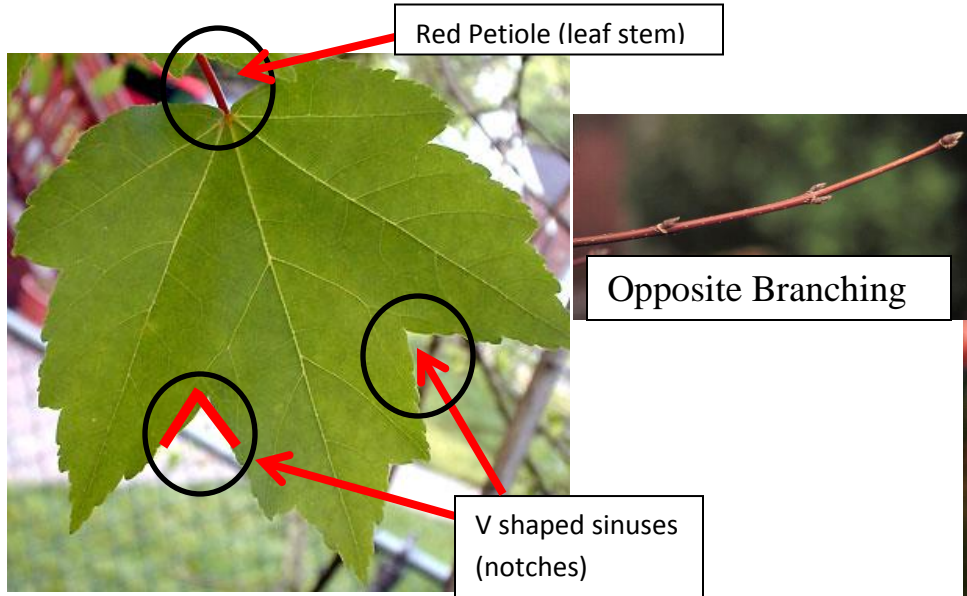 Red Petiole (leaf stem)
Opposite Branching
V shaped sinuses
(notches)